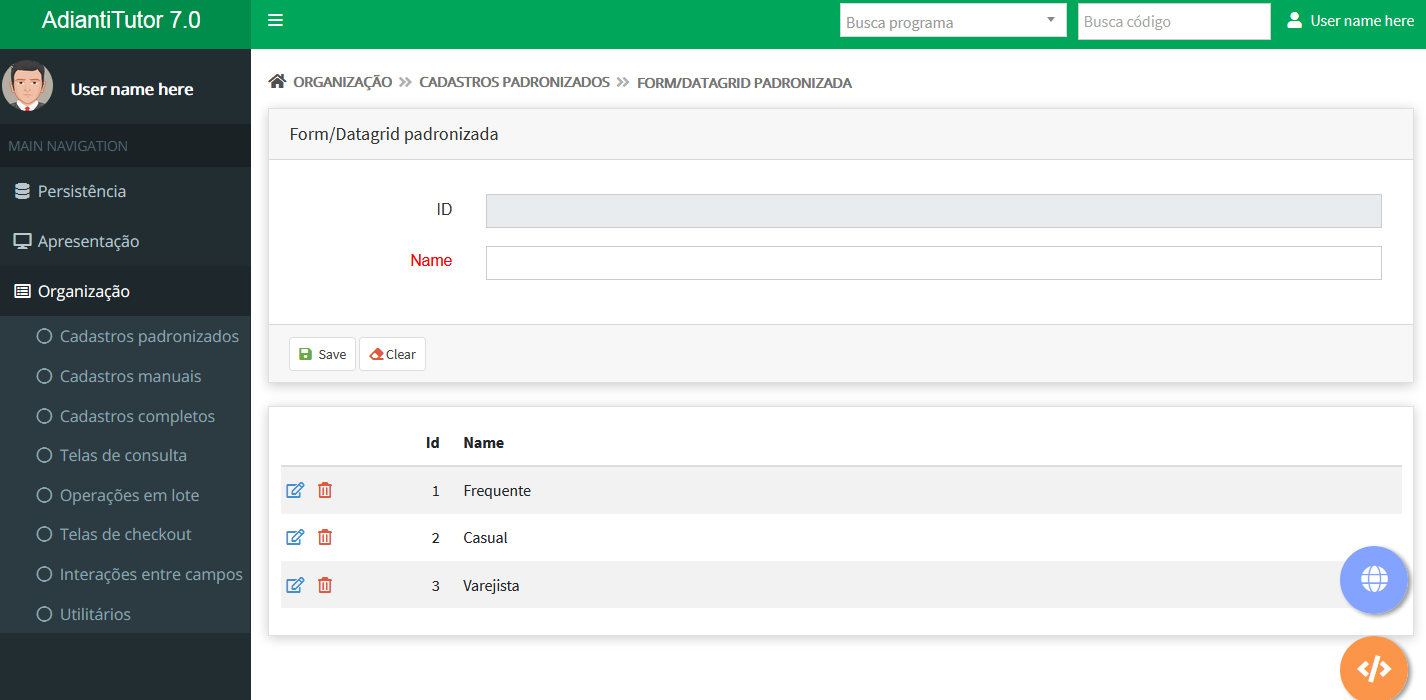 AdiantiTutor 7.0
Busca programa
Busca código
User name here
User name here
MAIN NAVIGATION
Persistência
Apresentação
Organização
Cadastros padronizados
Cadastros manuais
Cadastros completos
Telas de consulta
Operações em lote
Telas de checkout
Interações entre campos
Utilitários
ORGANIZAÇÃO » CADASTROS PADRONIZADOS » FORM/DATAGRID PADRONIZADA
Form/Datagrid padronizada
ID
Name
Save Clear
Id Name
1 Frequente
2 Casual
3 Varejista